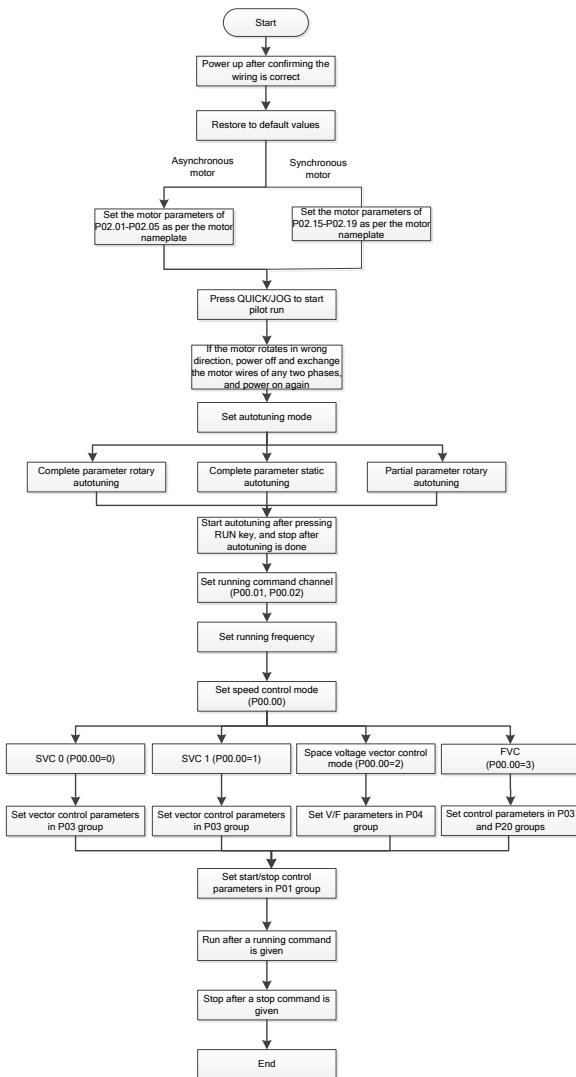 Start
Power up after confirming the
wiring is correct
Restore to default values
Asynchronous
motor
Synchronous
motor
Set the motor parameters of
P02.01-P02.05 as per the motor
nameplate
Set the motor parameters of
P02.15-P02.19 as per the motor
nameplate
Press QUICK/JOG to start
pilot run
If the motor rotates in wrong
direction, power off and exchange
the motor wires of any two phases,
and power on again
Set autotuning mode
Complete parameter rotary
autotuning
Complete parameter static
autotuning
Partial parameter rotary
autotuning
Start autotuning after pressing
RUN key, and stop after
autotuning is done
Set running command channel
(P00.01, P00.02)
Set running frequency
Set speed control mode
(P00.00)
SVC 0 (P00.00=0)
SVC 1 (P00.00=1)
Space voltage vector control
mode (P00.00=2)
FVC
(P00.00=3)
Set vector control parameters
in P03 group
Set vector control parameters
in P03 group
Set V/F parameters in P04
group
Set control parameters in P03
and P20 groups
Set start/stop control
parameters in P01 group
Run after a running command
is given
Stop after a stop command is
given
End